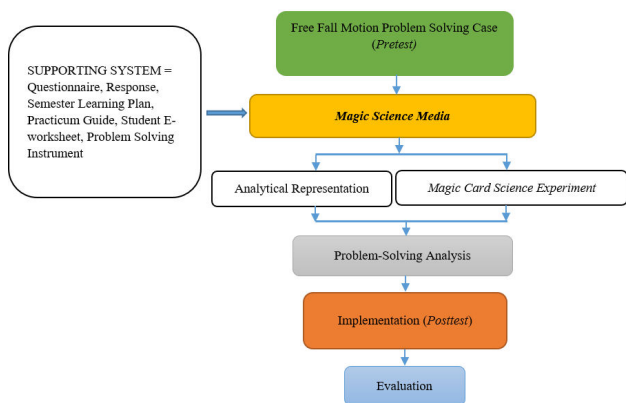 Free Fall Motion Problem Solving Case
(Pretest)
SUPPORTING SYSTEM =
Questionnaire, Response,
Semester Learning Plan,
Practicum Guide, Student E-
worksheet, Problem Solving
Instrument
Magic Science Media
Analytical Representation
Magic Card Science Experiment
Problem-Solving Analysis
Implementation (Posttest)
Evaluation